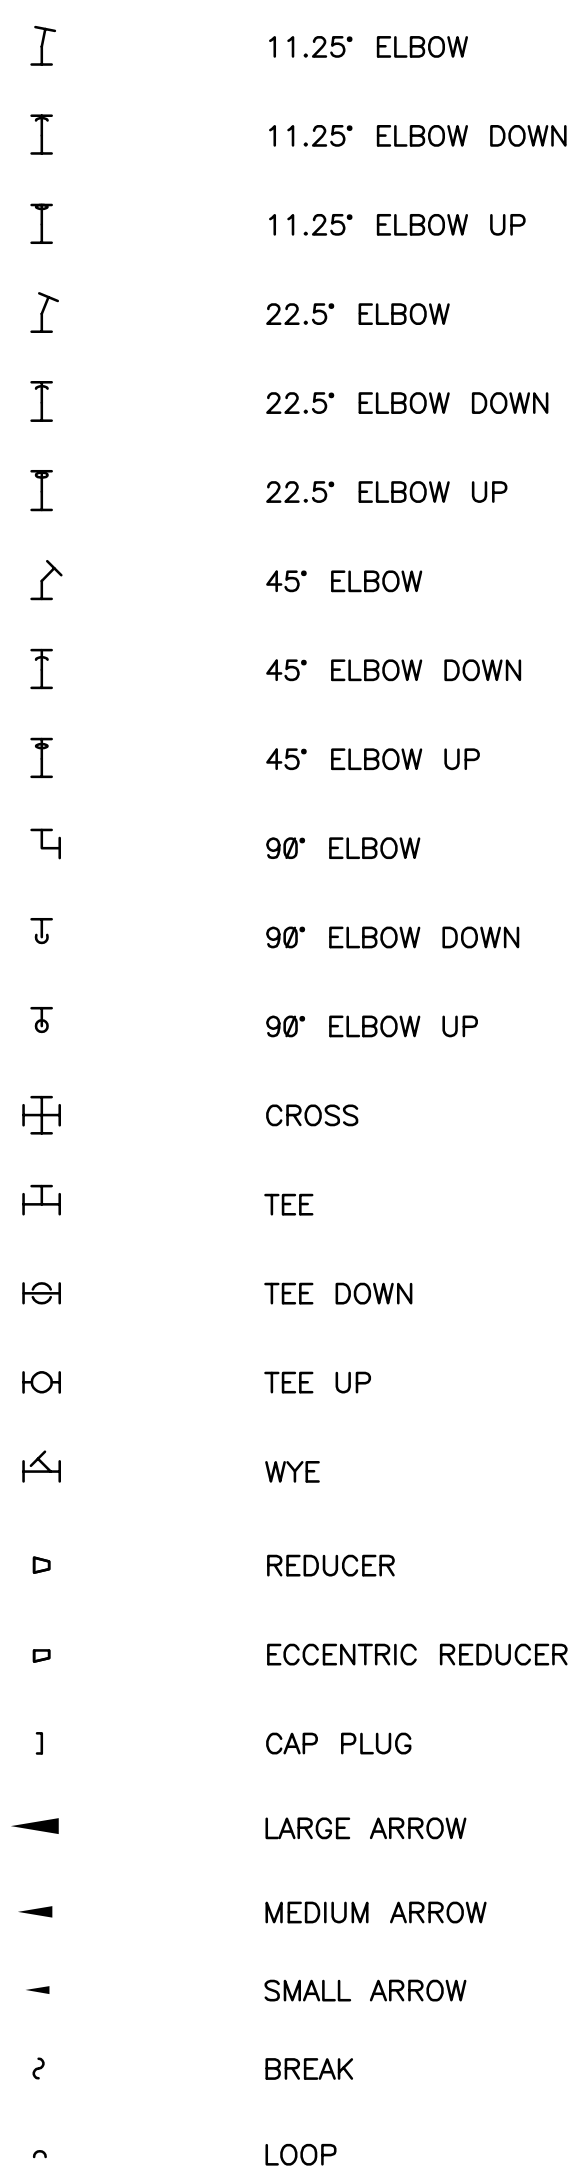 11.25° ELBOW
11.25° ELBOW DOWN
11.25° ELBOW UP
22.5° ELBOW
22.5° ELBOW DOWN
22.5° ELBOW UP
45° ELBOW
45° ELBOW DOWN
45° ELBOW UP
90° ELBOW
90° ELBOW DOWN
90° ELBOW UP
CROSS
TEE
TEE DOWN
TEE UP
WYE
REDUCER
ECCENTRIC REDUCER
CAP PLUG
LARGE ARROW
MEDIUM ARROW
SMALL ARROW
BREAK
LOOP